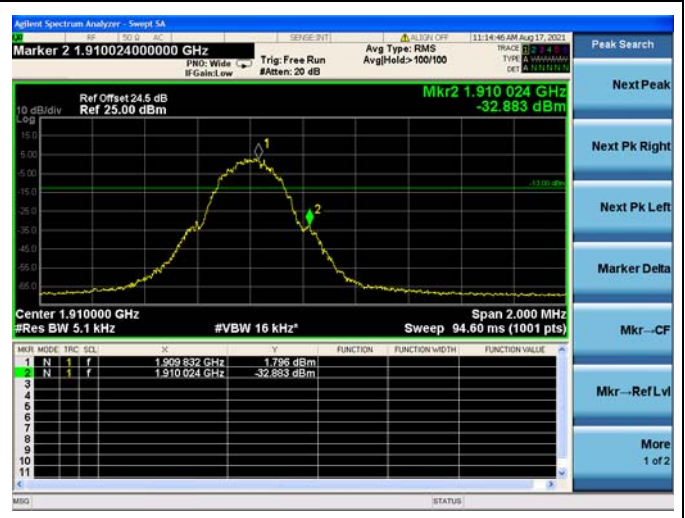 Agilent Spectrum Analyzer - Swept SA
RF 50 Ω AC SENSE:INT ALIGN OFF 11:14:46 AM Aug 17, 2021
Marker 2 1.910024000000 GHz
PNO: Wide Trig: Free Run
IFGain:Low #Atten: 20 dB
Avg Type: RMS
Avg|Hold:>100/100
TRACE 1 2 3 4 5 6
TYPE
DET A N N N N N
Peak Search
Mkr2 1.910 024 GHz
-32.883 dBm
Ref Offset 24.5 dB
10 dB/div Ref 25.00 dBm
Log
15.0
5.00
-5.00
-15.0
-25.0
-35.0
-45.0
-55.0
-65.0
1
2
-13.00 dBm
Center 1.910000 GHz Span 2.000 MHz
#Res BW 5.1 kHz #VBW 16 kHz* Sweep 94.60 ms (1001 pts)
MKR MODE TRC SCL X Y FUNCTION FUNCTION WIDTH FUNCTION VALUE
1 N 1 f 1.909 832 GHz 1.796 dBm
2 N 1 f 1.910 024 GHz -32.883 dBm
3
4
5
6
7
8
9
10
11
MSG STATUS
Next Peak
Next Pk Right
Next Pk Left
Marker Delta
Mkr→CF
Mkr→Ref Lvl
More
1 of 2